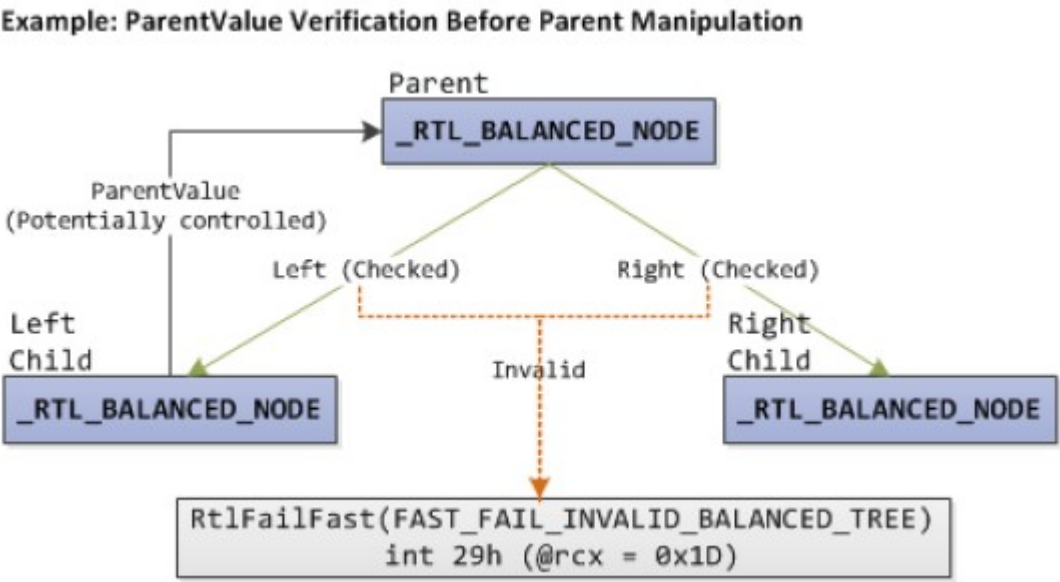 Example: ParentValue Verification Before Parent Manipulation
Parent
_RTL_BALANCED_NODE
ParentValue
(Potentially controlled)
Left (Checked)
Right (Checked)
Left
Child
Right
Child
Invalid
_RTL_BALANCED_NODE
_RTL_BALANCED_NODE
RtlFailFast(FAST_FAIL_INVALID_BALANCED_TREE)
int 29h (@rcx = 0x1D)